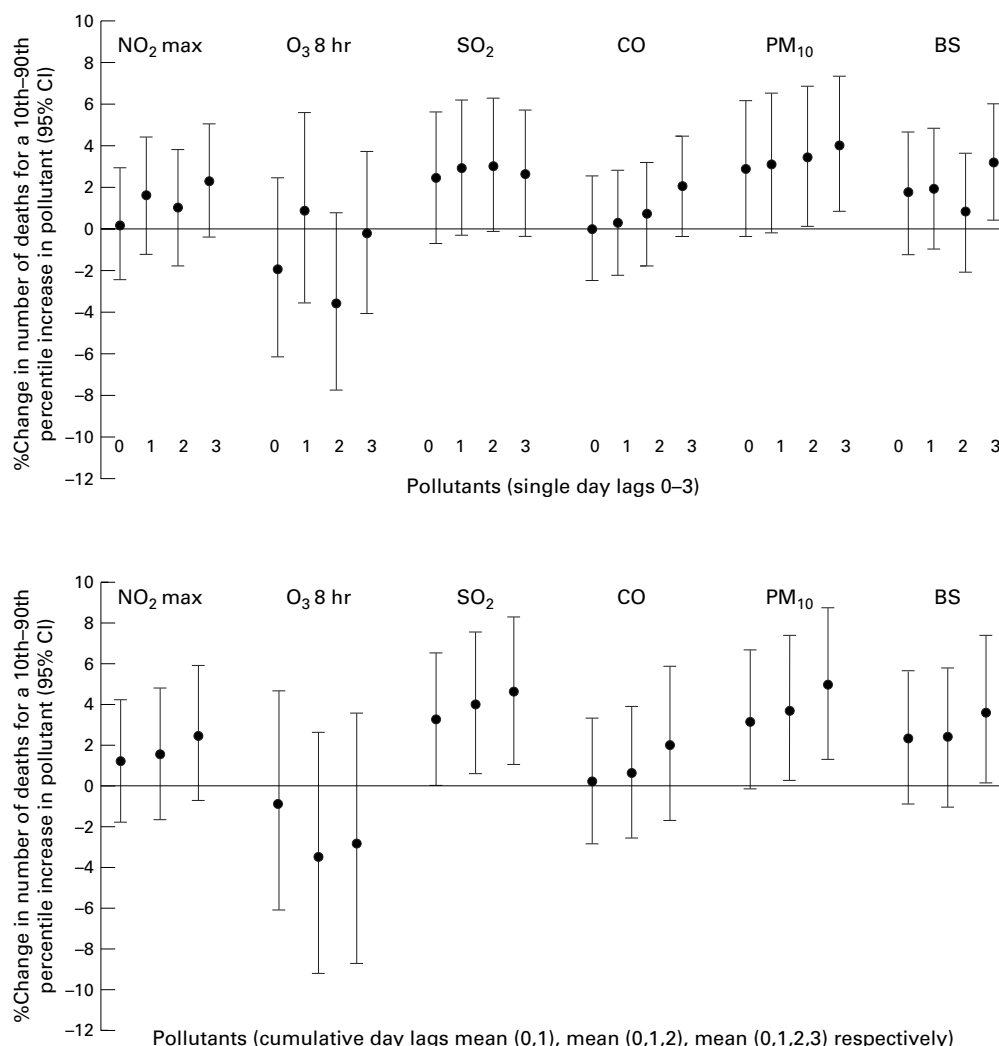 %Change in number of deaths for a 10th–90th
percentile increase in pollutant (95% CI)
10
8
6
4
2
0
–2
–4
–6
–8
–10
–12
NO2 max
O3 8 hr
SO2
CO
PM10
BS
0 1 2 3 0 1 2 3 0 1 2 3 0 1 2 3 0 1 2 3 0 1 2 3
Pollutants (single day lags 0–3)
%Change in number of deaths for a 10th–90th
percentile increase in pollutant (95% CI)
10
8
6
4
2
0
–2
–4
–6
–8
–10
–12
NO2 max
O3 8 hr
SO2
CO
PM10
BS
Pollutants (cumulative day lags mean (0,1), mean (0,1,2), mean (0,1,2,3) respectively)